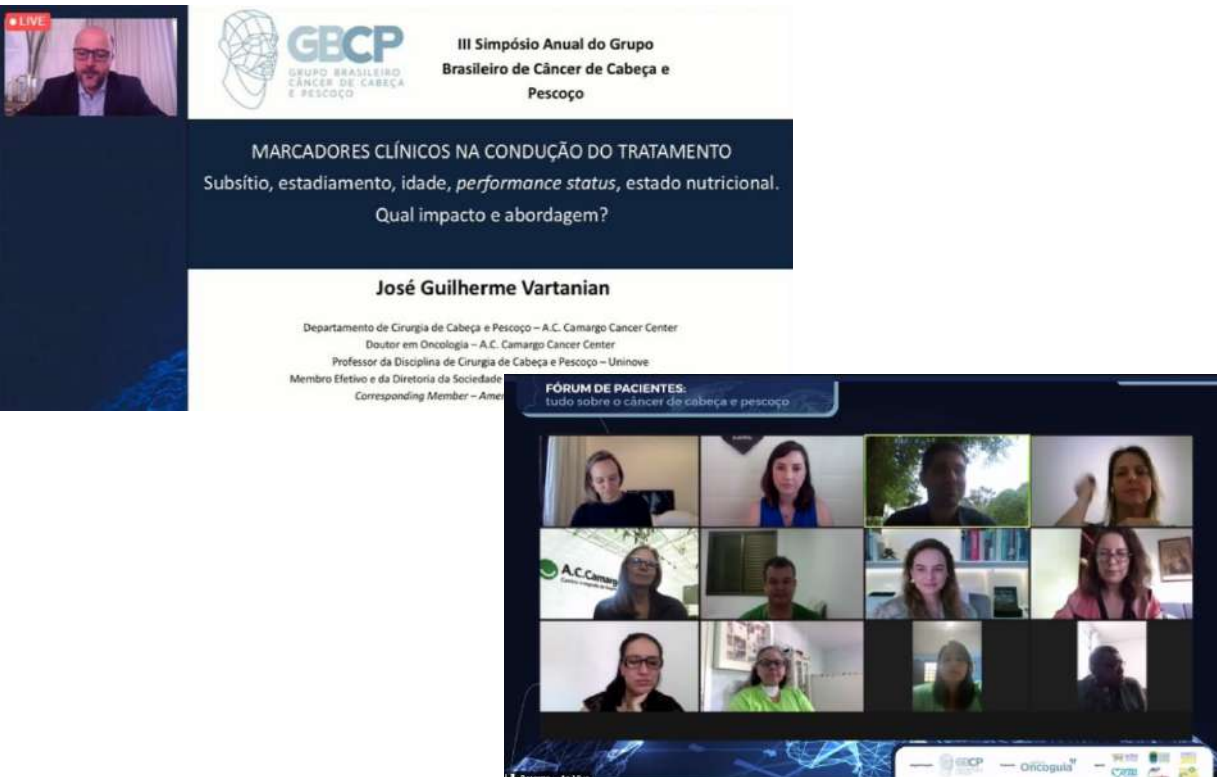 LIVE
GBCP
GRUPO BRASILEIRO
CÂNCER DE CABEÇA
E PESCOÇO
III Simpósio Anual do Grupo
Brasileiro de Câncer de Cabeça e
Pescoço
MARCADORES CLÍNICOS NA CONDUÇÃO DO TRATAMENTO
Subsítio, estadiamento, idade, performance status, estado nutricional.
Qual impacto e abordagem?
José Guilherme Vartanian
Departamento de Cirurgia de Cabeça e Pescoço – A.C. Camargo Cancer Center
Doutor em Oncologia – A.C. Camargo Cancer Center
Professor da Disciplina de Cirurgia de Cabeça e Pescoço – Uninove
Membro Efetivo e da Diretoria da Sociedade
Corresponding Member – Amer
FÓRUM DE PACIENTES:
tudo sobre o câncer de cabeça e pescoço
A.C.Camargo
GBCP
Oncoguia